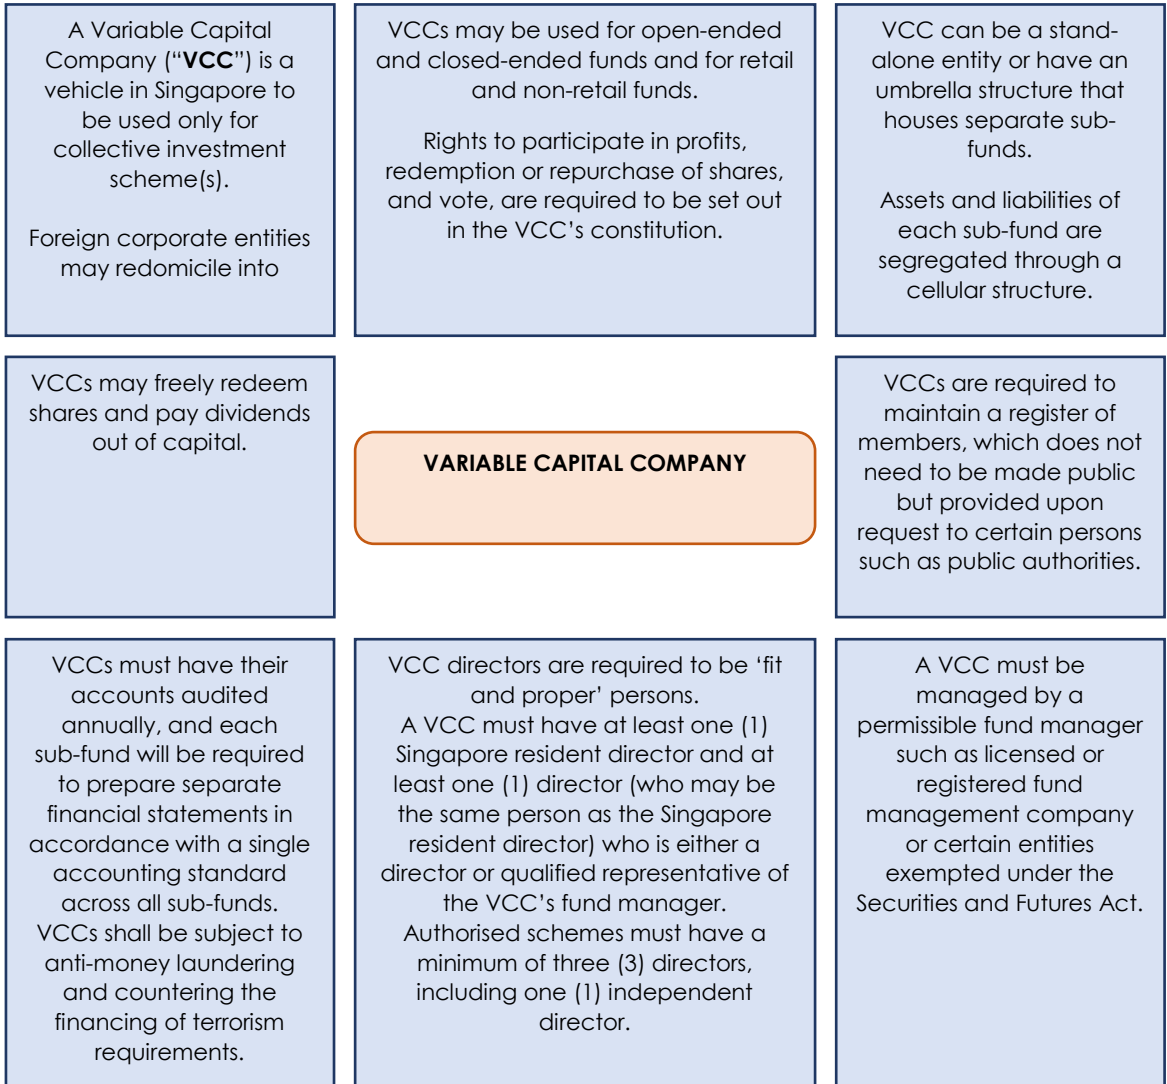 A Variable Capital
Company (“VCC”) is a
vehicle in Singapore to
be used only for
collective investment
scheme(s).
Foreign corporate entities
may redomicile into
VCCs may be used for open-ended
and closed-ended funds and for retail
and non-retail funds.
Rights to participate in profits,
redemption or repurchase of shares,
and vote, are required to be set out
in the VCC’s constitution.
VCC can be a stand-
alone entity or have an
umbrella structure that
houses separate sub-
funds.
Assets and liabilities of
each sub-fund are
segregated through a
cellular structure.
VCCs may freely redeem
shares and pay dividends
out of capital.
VARIABLE CAPITAL COMPANY
VCCs are required to
maintain a register of
members, which does not
need to be made public
but provided upon
request to certain persons
such as public authorities.
VCCs must have their
accounts audited
annually, and each
sub-fund will be required
to prepare separate
financial statements in
accordance with a single
accounting standard
across all sub-funds.
VCCs shall be subject to
anti-money laundering
and countering the
financing of terrorism
requirements.
VCC directors are required to be ‘fit
and proper’ persons.
A VCC must have at least one (1)
Singapore resident director and at
least one (1) director (who may be
the same person as the Singapore
resident director) who is either a
director or qualified representative of
the VCC’s fund manager.
Authorised schemes must have a
minimum of three (3) directors,
including one (1) independent
director.
A VCC must be
managed by a
permissible fund manager
such as licensed or
registered fund
management company
or certain entities
exempted under the
Securities and Futures Act.